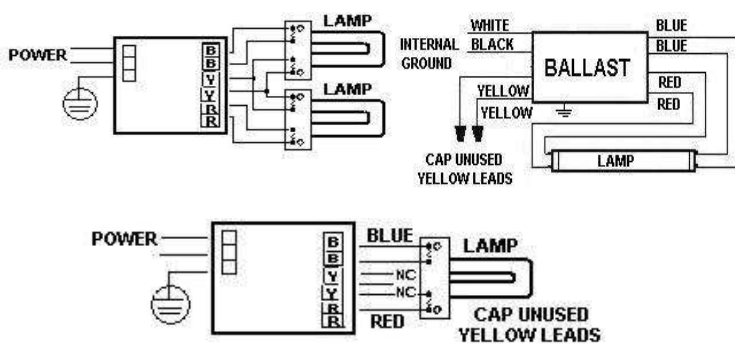 LAMP
POWER
B
B
Y
Y
R
R
LAMP
WHITE
BLACK
INTERNAL
GROUND
YELLOW
YELLOW
CAP UNUSED
YELLOW LEADS
BALLAST
BLUE
BLUE
RED
RED
LAMP
POWER
B
B
Y
Y
R
R
BLUE
NC
NC
RED
LAMP
CAP UNUSED
YELLOW LEADS